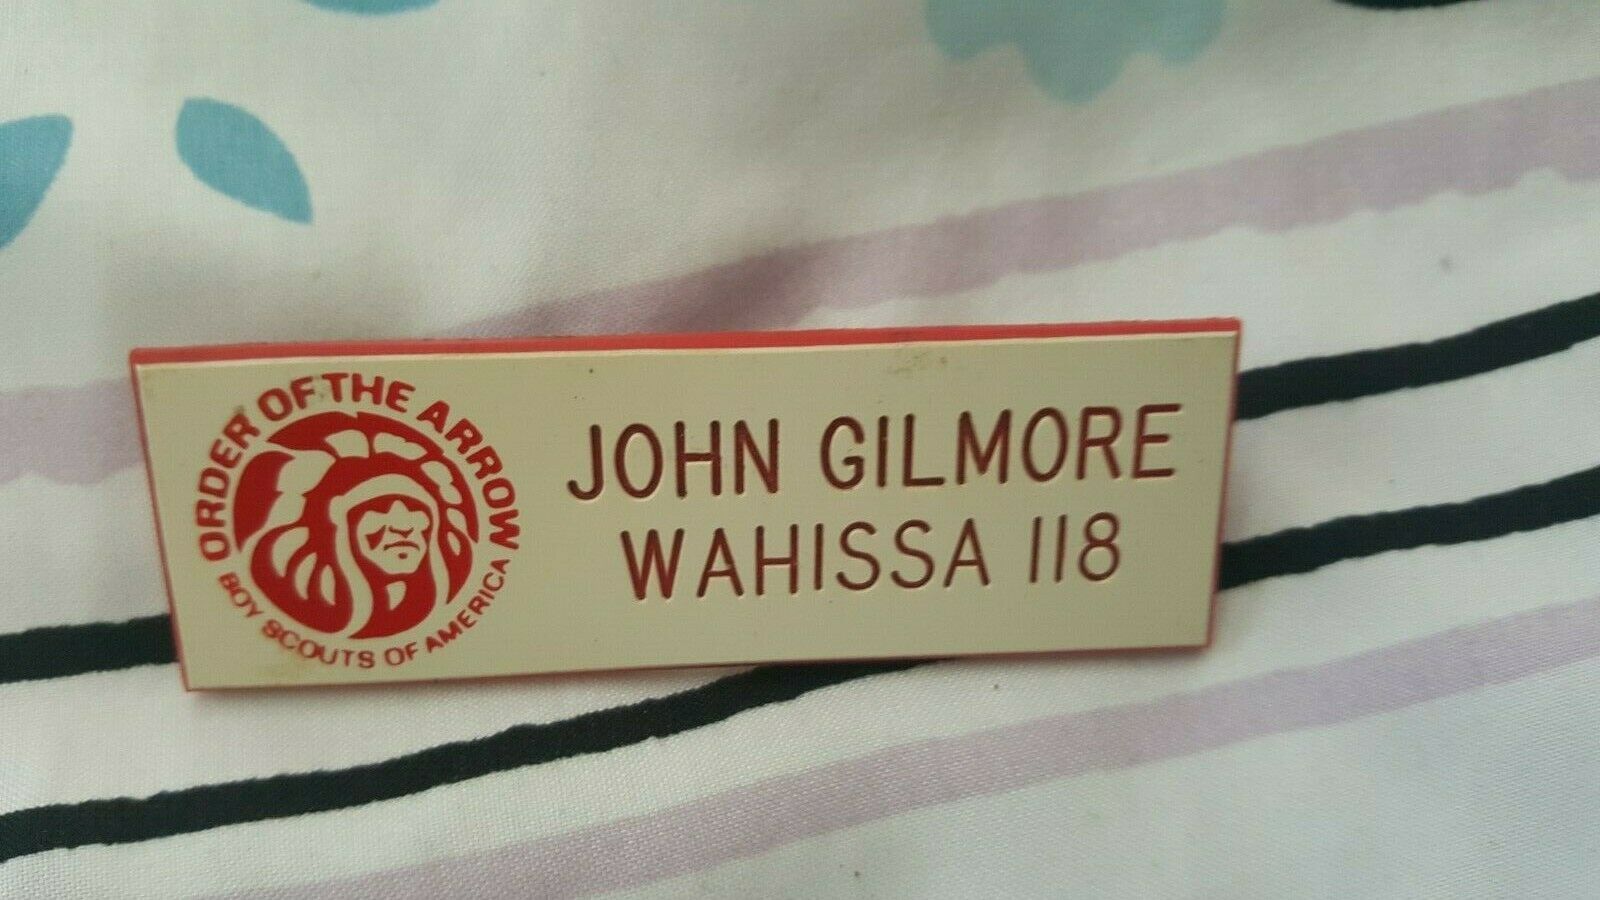 ORDER OF THE ARROW
BOY SCOUTS OF AMERICA
JOHN GILMORE
WAHISSA 118